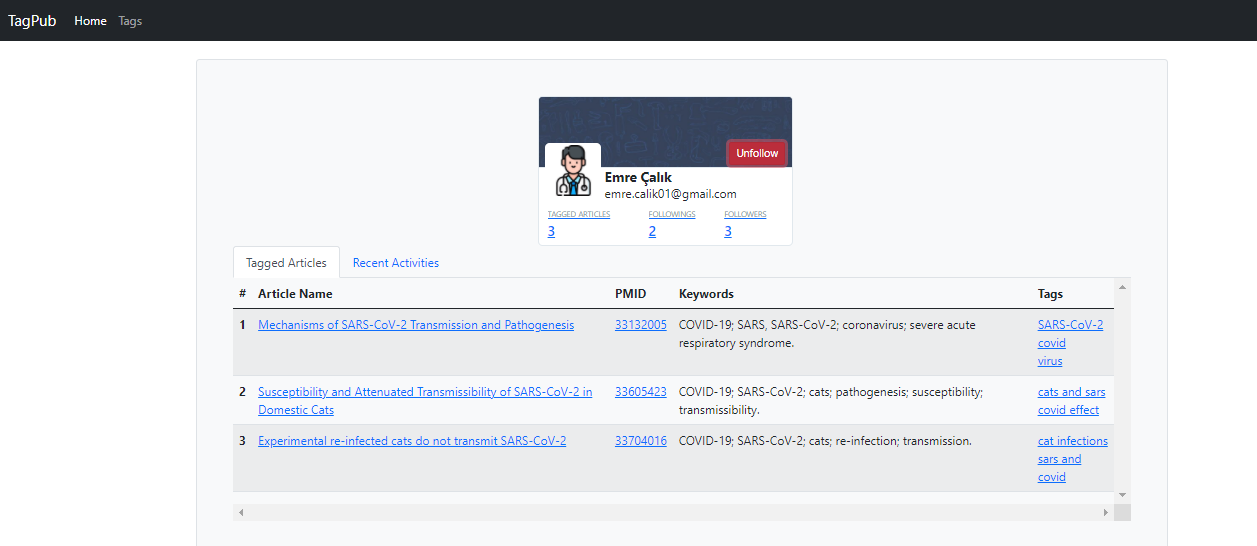 TagPub Home Tags
Unfollow
Emre Çalık
emre.calik01@gmail.com
TAGGED ARTICLES FOLLOWINGS FOLLOWERS
3 2 3
Tagged Articles Recent Activities
# Article Name PMID Keywords Tags
1 Mechanisms of SARS-CoV-2 Transmission and Pathogenesis 33132005 COVID-19; SARS, SARS-CoV-2; coronavirus; severe acute SARS-CoV-2
respiratory syndrome. covid
virus
2 Susceptibility and Attenuated Transmissibility of SARS-CoV-2 in 33605423 COVID-19; SARS-CoV-2; cats; pathogenesis; susceptibility; cats and sars
Domestic Cats transmissibility. covid effect
3 Experimental re-infected cats do not transmit SARS-CoV-2 33704016 COVID-19; SARS-CoV-2; cats; re-infection; transmission. cat infections
sars and
covid